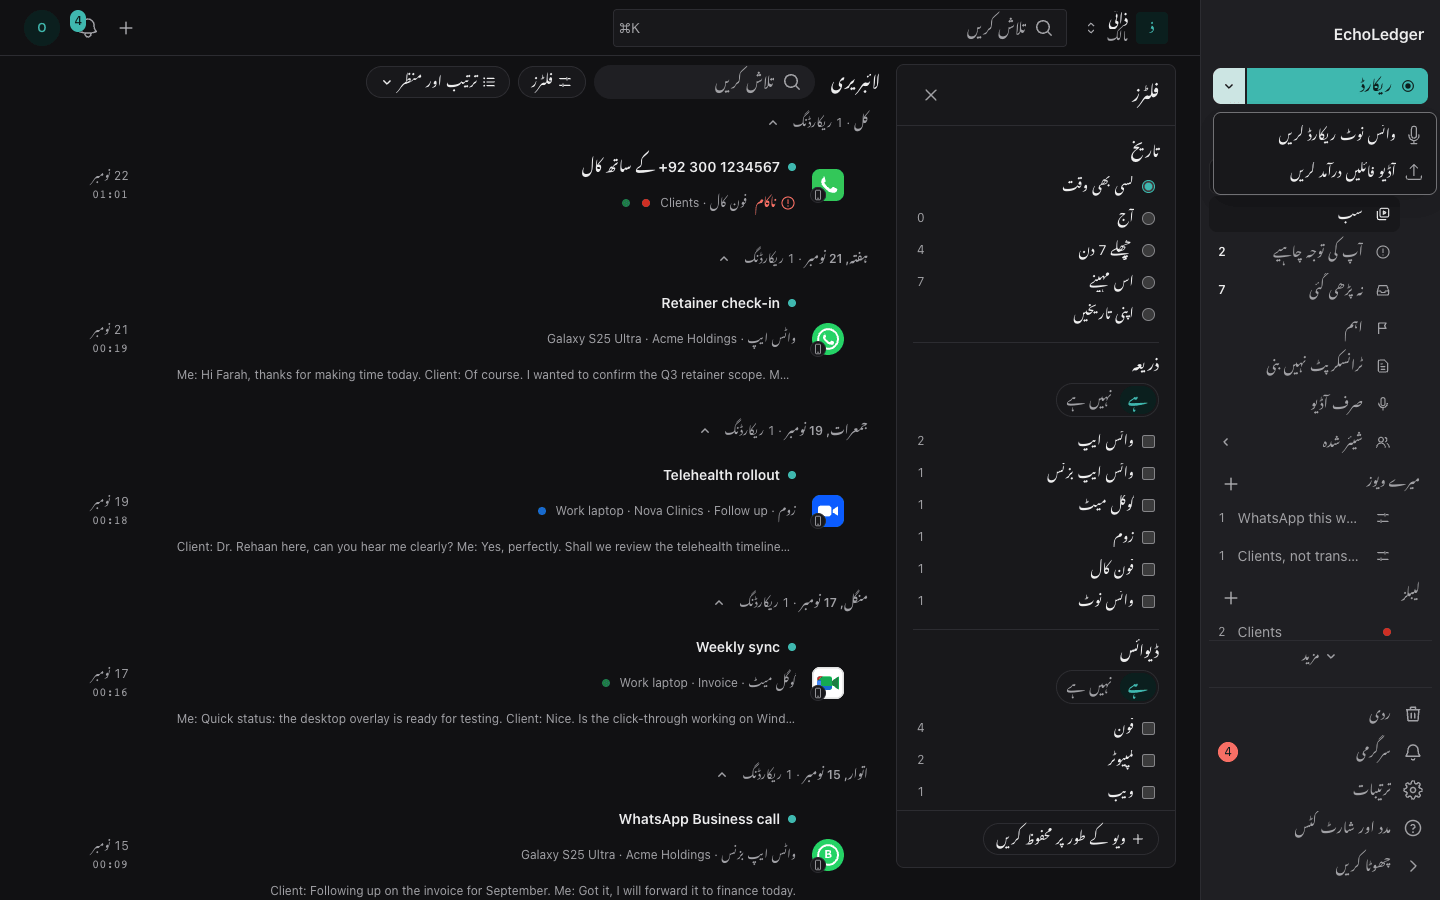 EchoLedger
ریکارڈ
وائس نوٹ ریکارڈ کریں
آڈیو فائلیں درآمد کریں
سب
آپ کی توجہ چاہیے 2
نہ پڑھی گئی 7
اہم
ٹرانسکرپٹ نہیں بنی
صرف آڈیو
شیئر شدہ
میرے ویوز
WhatsApp this w... 1
Clients, not trans... 1
لیبلز
Clients 2
مزید
ردی
سرگرمی 4
ترتیبات
مدد اور شارٹ کٹس
چھوٹا کریں
ذ
ذاتی
مالک
تلاش کریں ⌘K
4
O
فلٹرز
تاریخ
کسی بھی وقت
آج 0
پچھلے 7 دن 4
اس مہینے 7
اپنی تاریخیں
ذریعہ
ہے نہیں ہے
واٹس ایپ 2
واٹس ایپ بزنس 1
گوگل میٹ 1
زوم 1
فون کال 1
وائس نوٹ 1
ڈیوائس
ہے نہیں ہے
فون 4
کمپیوٹر 2
ویب 1
ویو کے طور پر محفوظ کریں
لائبریری
تلاش کریں
فلٹرز
ترتیب اور منظر
کل · 1 ریکارڈنگ
+92 300 1234567 کے ساتھ کال
ناکام فون کال · Clients
22 نومبر
01:01
ہفتہ, 21 نومبر · 1 ریکارڈنگ
Retainer check-in
واٹس ایپ · Galaxy S25 Ultra · Acme Holdings
Me: Hi Farah, thanks for making time today. Client: Of course. I wanted to confirm the Q3 retainer scope. M...
21 نومبر
00:19
جمعرات, 19 نومبر · 1 ریکارڈنگ
Telehealth rollout
زوم · Work laptop · Nova Clinics · Follow up
Client: Dr. Rehaan here, can you hear me clearly? Me: Yes, perfectly. Shall we review the telehealth timeline...
19 نومبر
00:18
منگل, 17 نومبر · 1 ریکارڈنگ
Weekly sync
گوگل میٹ · Work laptop · Invoice
Me: Quick status: the desktop overlay is ready for testing. Client: Nice. Is the click-through working on Wind...
17 نومبر
00:16
اتوار, 15 نومبر · 1 ریکارڈنگ
WhatsApp Business call
واٹس ایپ بزنس · Galaxy S25 Ultra · Acme Holdings
Client: Following up on the invoice for September. Me: Got it, I will forward it to finance today.
15 نومبر
00:09